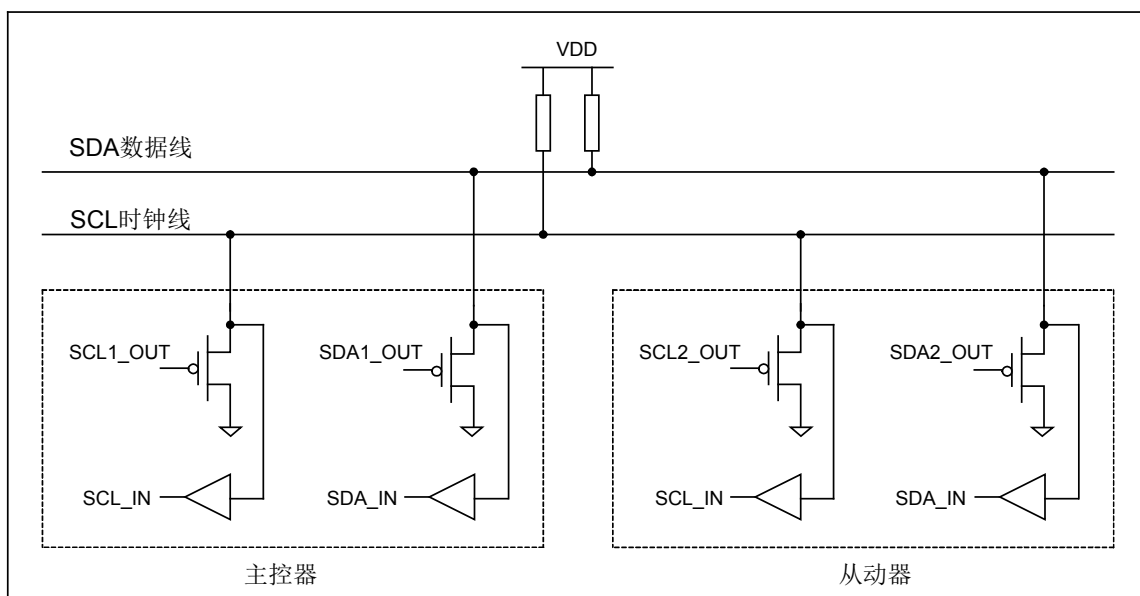 VDD
SDA数据线
SCL时钟线
SCL1_OUT
SDA1_OUT
SCL2_OUT
SDA2_OUT
SCL_IN
SDA_IN
SCL_IN
SDA_IN
主控器
从动器